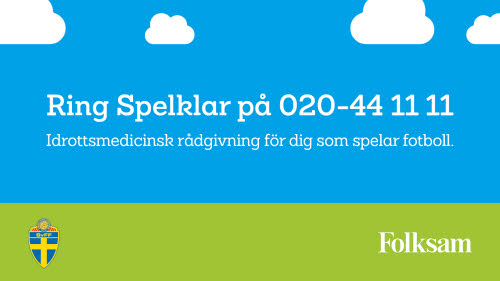 Ring Spelklar på 020-44 11 11
Idrottsmedicinsk rådgivning för dig som spelar fotboll.
Folksam